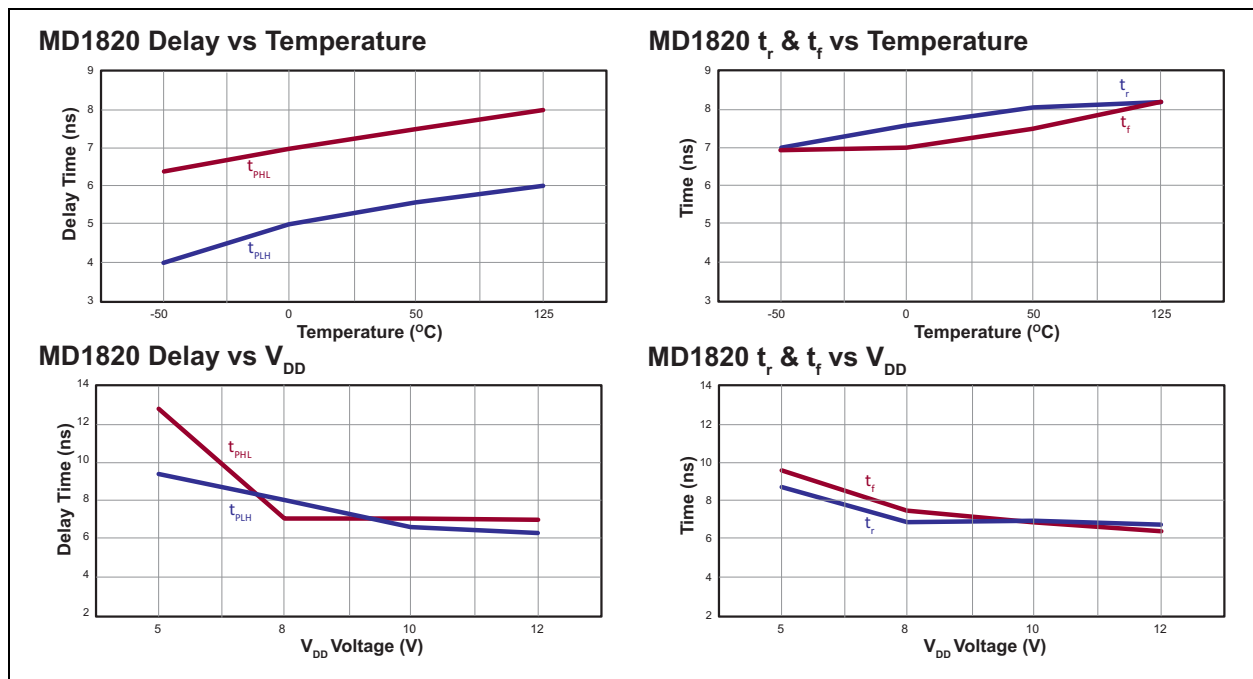 MD1820 Delay vs Temperature
9
8
7
6
5
4
3
Delay Time (ns)
tPHL
tPLH
-50 0 50 125
Temperature (OC)
MD1820 tr & tf vs Temperature
9
8
7
6
5
4
3
Time (ns)
tr
tf
-50 0 50 125
Temperature (OC)
MD1820 Delay vs VDD
14
12
10
8
6
4
2
Delay Time (ns)
tPHL
tPLH
5 8 10 12
VDD Voltage (V)
MD1820 tr & tf vs VDD
14
12
10
8
6
4
2
Time (ns)
tf
tr
5 8 10 12
VDD Voltage (V)